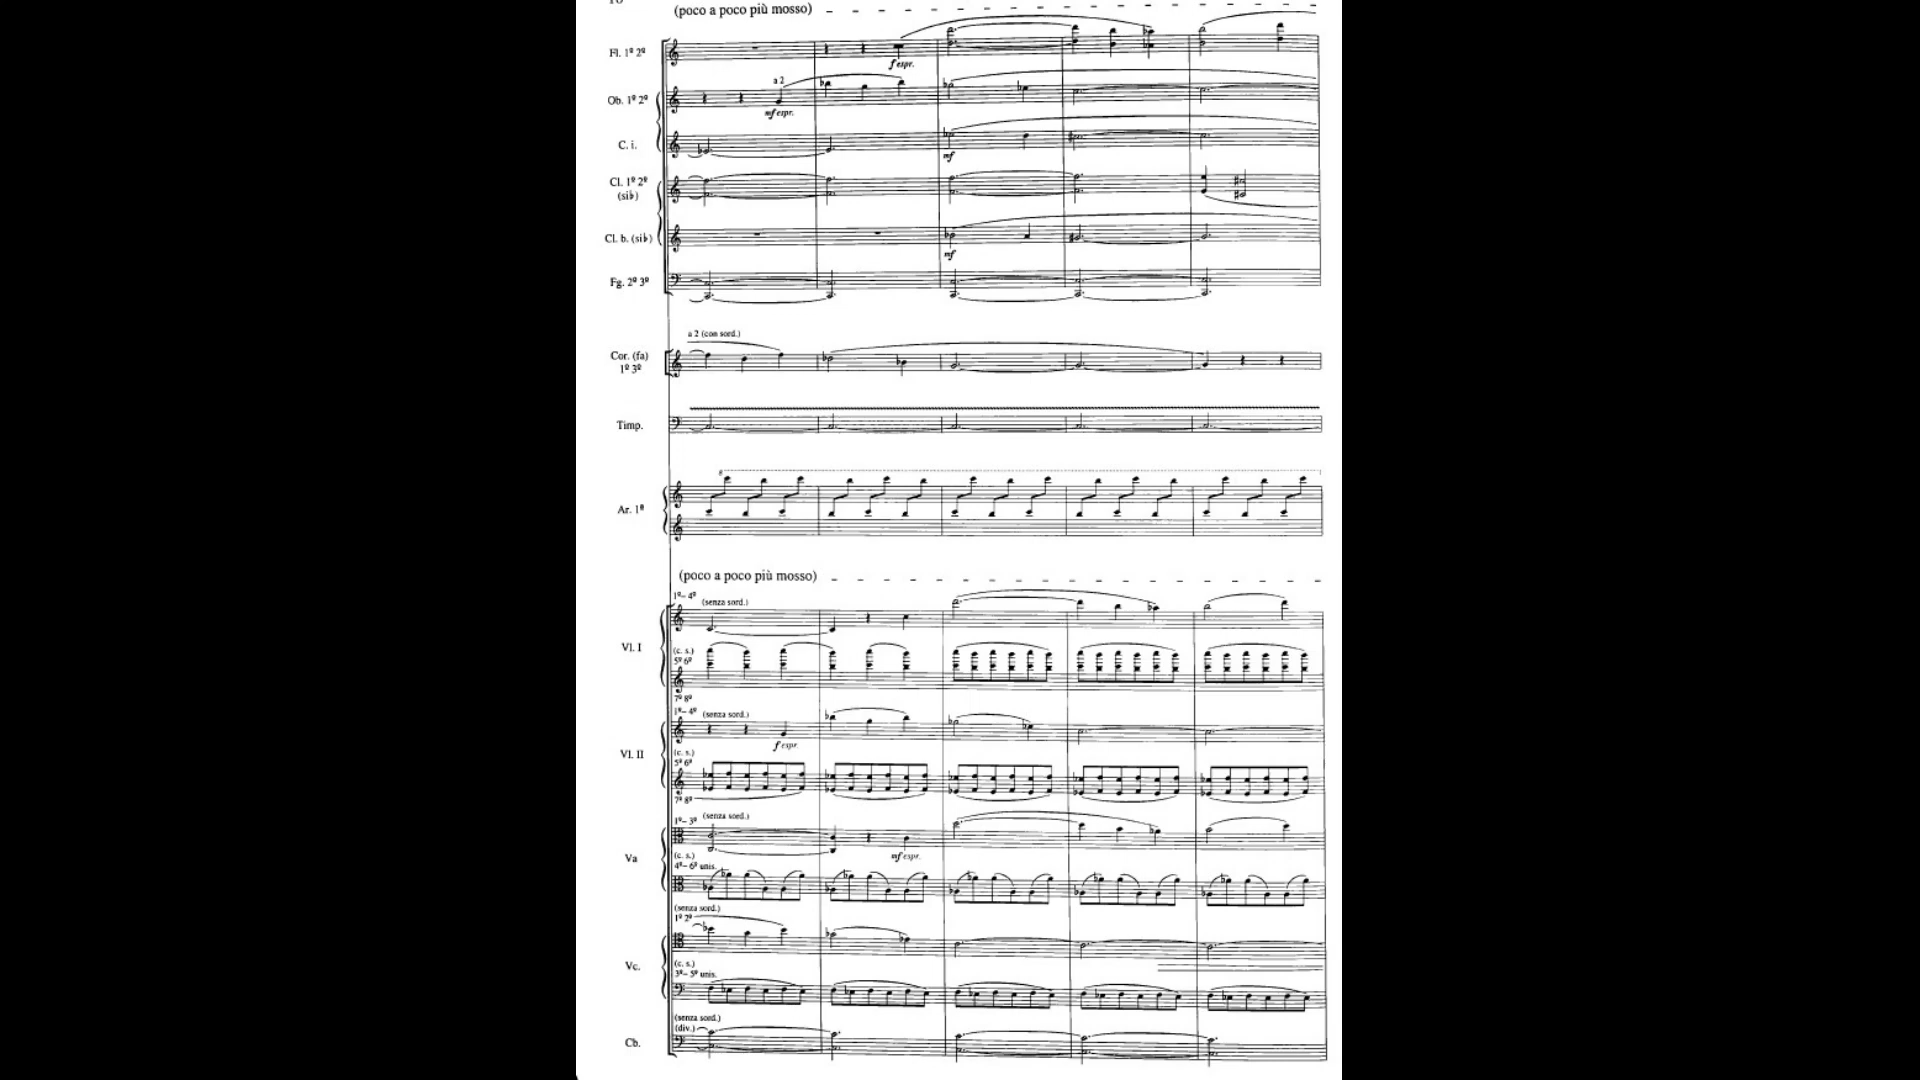 (poco a poco più mosso)
Fl. 1º 2º
f espr.
a 2
Ob. 1º 2º
mf espr.
C. i.
mf
Cl. 1º 2º
(si♭)
Cl. b. (si♭)
mf
Fg. 2º 3º
a 2 (con sord.)
Cor. (fa)
1º 3º
Timp.
8
Ar. 1ª
(poco a poco più mosso)
1º– 4º
(senza sord.)
Vl. I
(c. s.)
5º 6º
7º 8º
1º– 4º
(senza sord.)
f espr.
Vl. II
(c. s.)
5º 6º
7º 8º
1º– 3º
(senza sord.)
mf espr.
Va
(c. s.)
4º– 6º unis.
(senza sord.)
1º 2º
Vc.
(c. s.)
3º– 5º unis.
(senza sord.)
(div.)
Cb.